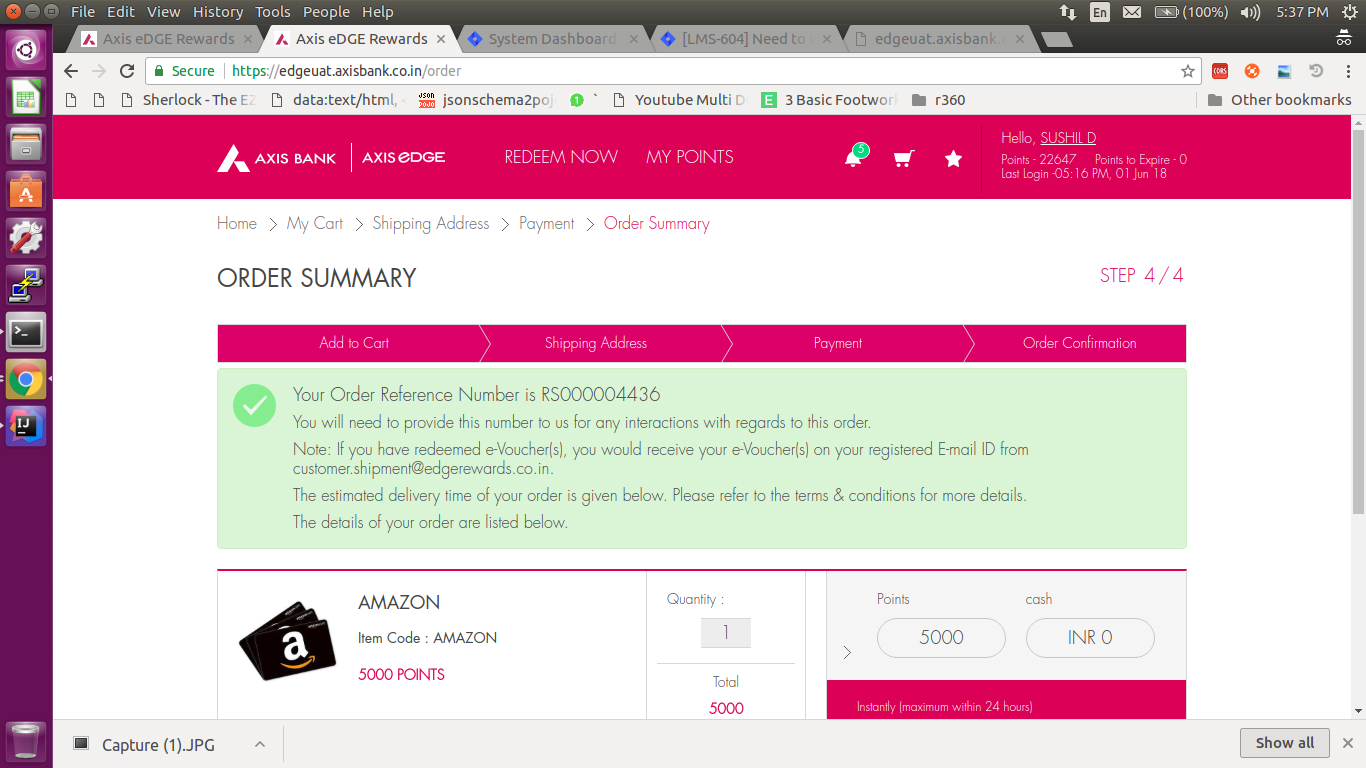 File Edit View History Tools People Help
En (100%) 5:37 PM
Axis eDGE Rewards
Axis eDGE Rewards
System Dashboard
[LMS-604] Need to
edgeuat.axisbank.c
Secure https://edgeuat.axisbank.co.in/order
CORS
Sherlock - The EZ
data:text/html,
JSON POJO jsonschema2poj
1 `
Youtube Multi D
E 3 Basic Footwor
r360
Other bookmarks
AXIS BANK | AXIS eDGE
REDEEM NOW MY POINTS
5
Hello, SUSHIL D
Points - 22647 Points to Expire - 0
Last Login -05:16 PM, 01 Jun 18
Home > My Cart > Shipping Address > Payment > Order Summary
ORDER SUMMARY
STEP 4 / 4
Add to Cart Shipping Address Payment Order Confirmation
Your Order Reference Number is RS000004436
You will need to provide this number to us for any interactions with regards to this order.
Note: If you have redeemed e-Voucher(s), you would receive your e-Voucher(s) on your registered E-mail ID from
customer.shipment@edgerewards.co.in.
The estimated delivery time of your order is given below. Please refer to the terms & conditions for more details.
The details of your order are listed below.
a
AMAZON
Item Code : AMAZON
5000 POINTS
Quantity :
1
Total
5000
Points cash
5000 INR 0
Instantly (maximum within 24 hours)
Capture (1).JPG
Show all